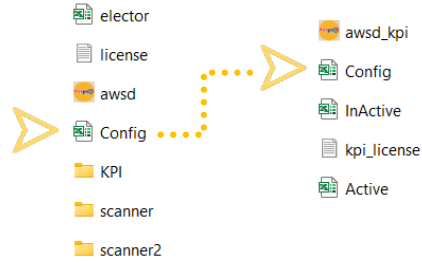 elector
license
awsd
Config
KPI
scanner
scanner2
awsd_kpi
Config
InActive
kpi_license
Active